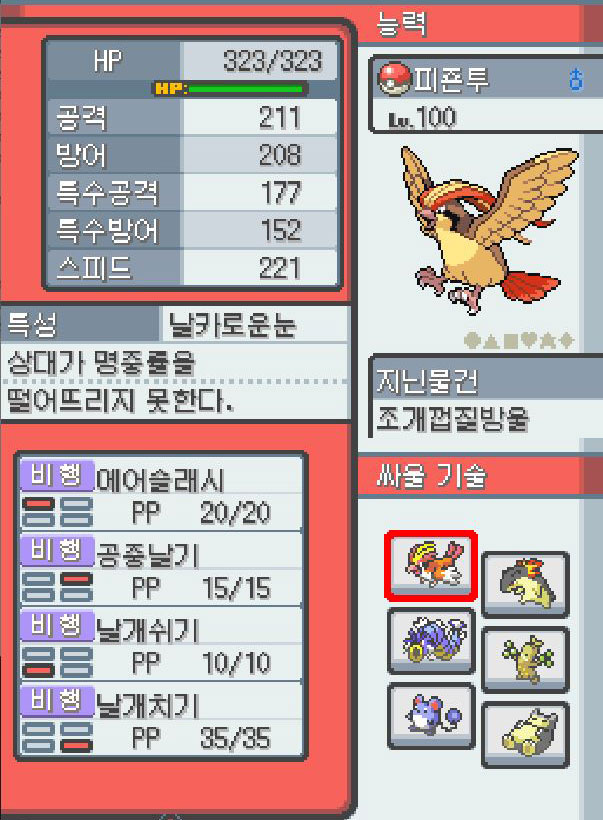 능력
HP 323/323
HP:
공격 211
방어 208
특수공격 177
특수방어 152
스피드 221
피죤투 ♂
Lv.100
특성 날카로운눈
상대가 명중률을
떨어뜨리지 못한다.
지닌물건
조개껍질방울
싸울 기술
비행 에어슬래시
PP 20/20
비행 공중날기
PP 15/15
비행 날개쉬기
PP 10/10
비행 날개치기
PP 35/35